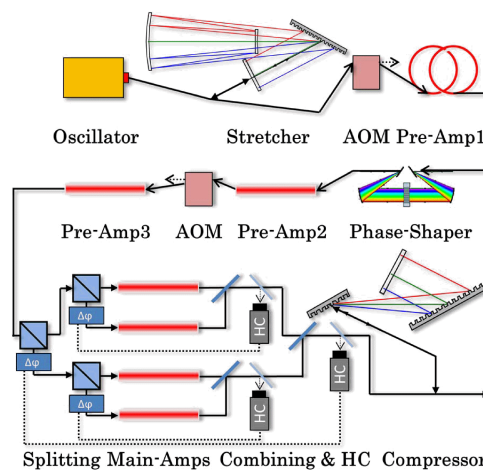 Oscillator Stretcher AOM Pre-Amp1
Pre-Amp3 AOM Pre-Amp2 Phase-Shaper
Δφ HC
Δφ HC HC
Δφ
Splitting Main-Amps Combining & HC Compressor